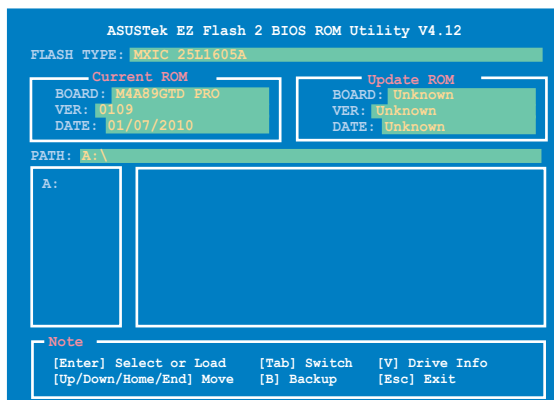 ASUSTek EZ Flash 2 BIOS ROM Utility V4.12
FLASH TYPE: MXIC 25L1605A
Current ROM
BOARD: M4A89GTD PRO
VER: 0109
DATE: 01/07/2010
Update ROM
BOARD: Unknown
VER: Unknown
DATE: Unknown
PATH: A:\
A:
Note
[Enter] Select or Load [Tab] Switch [V] Drive Info
[Up/Down/Home/End] Move [B] Backup [Esc] Exit